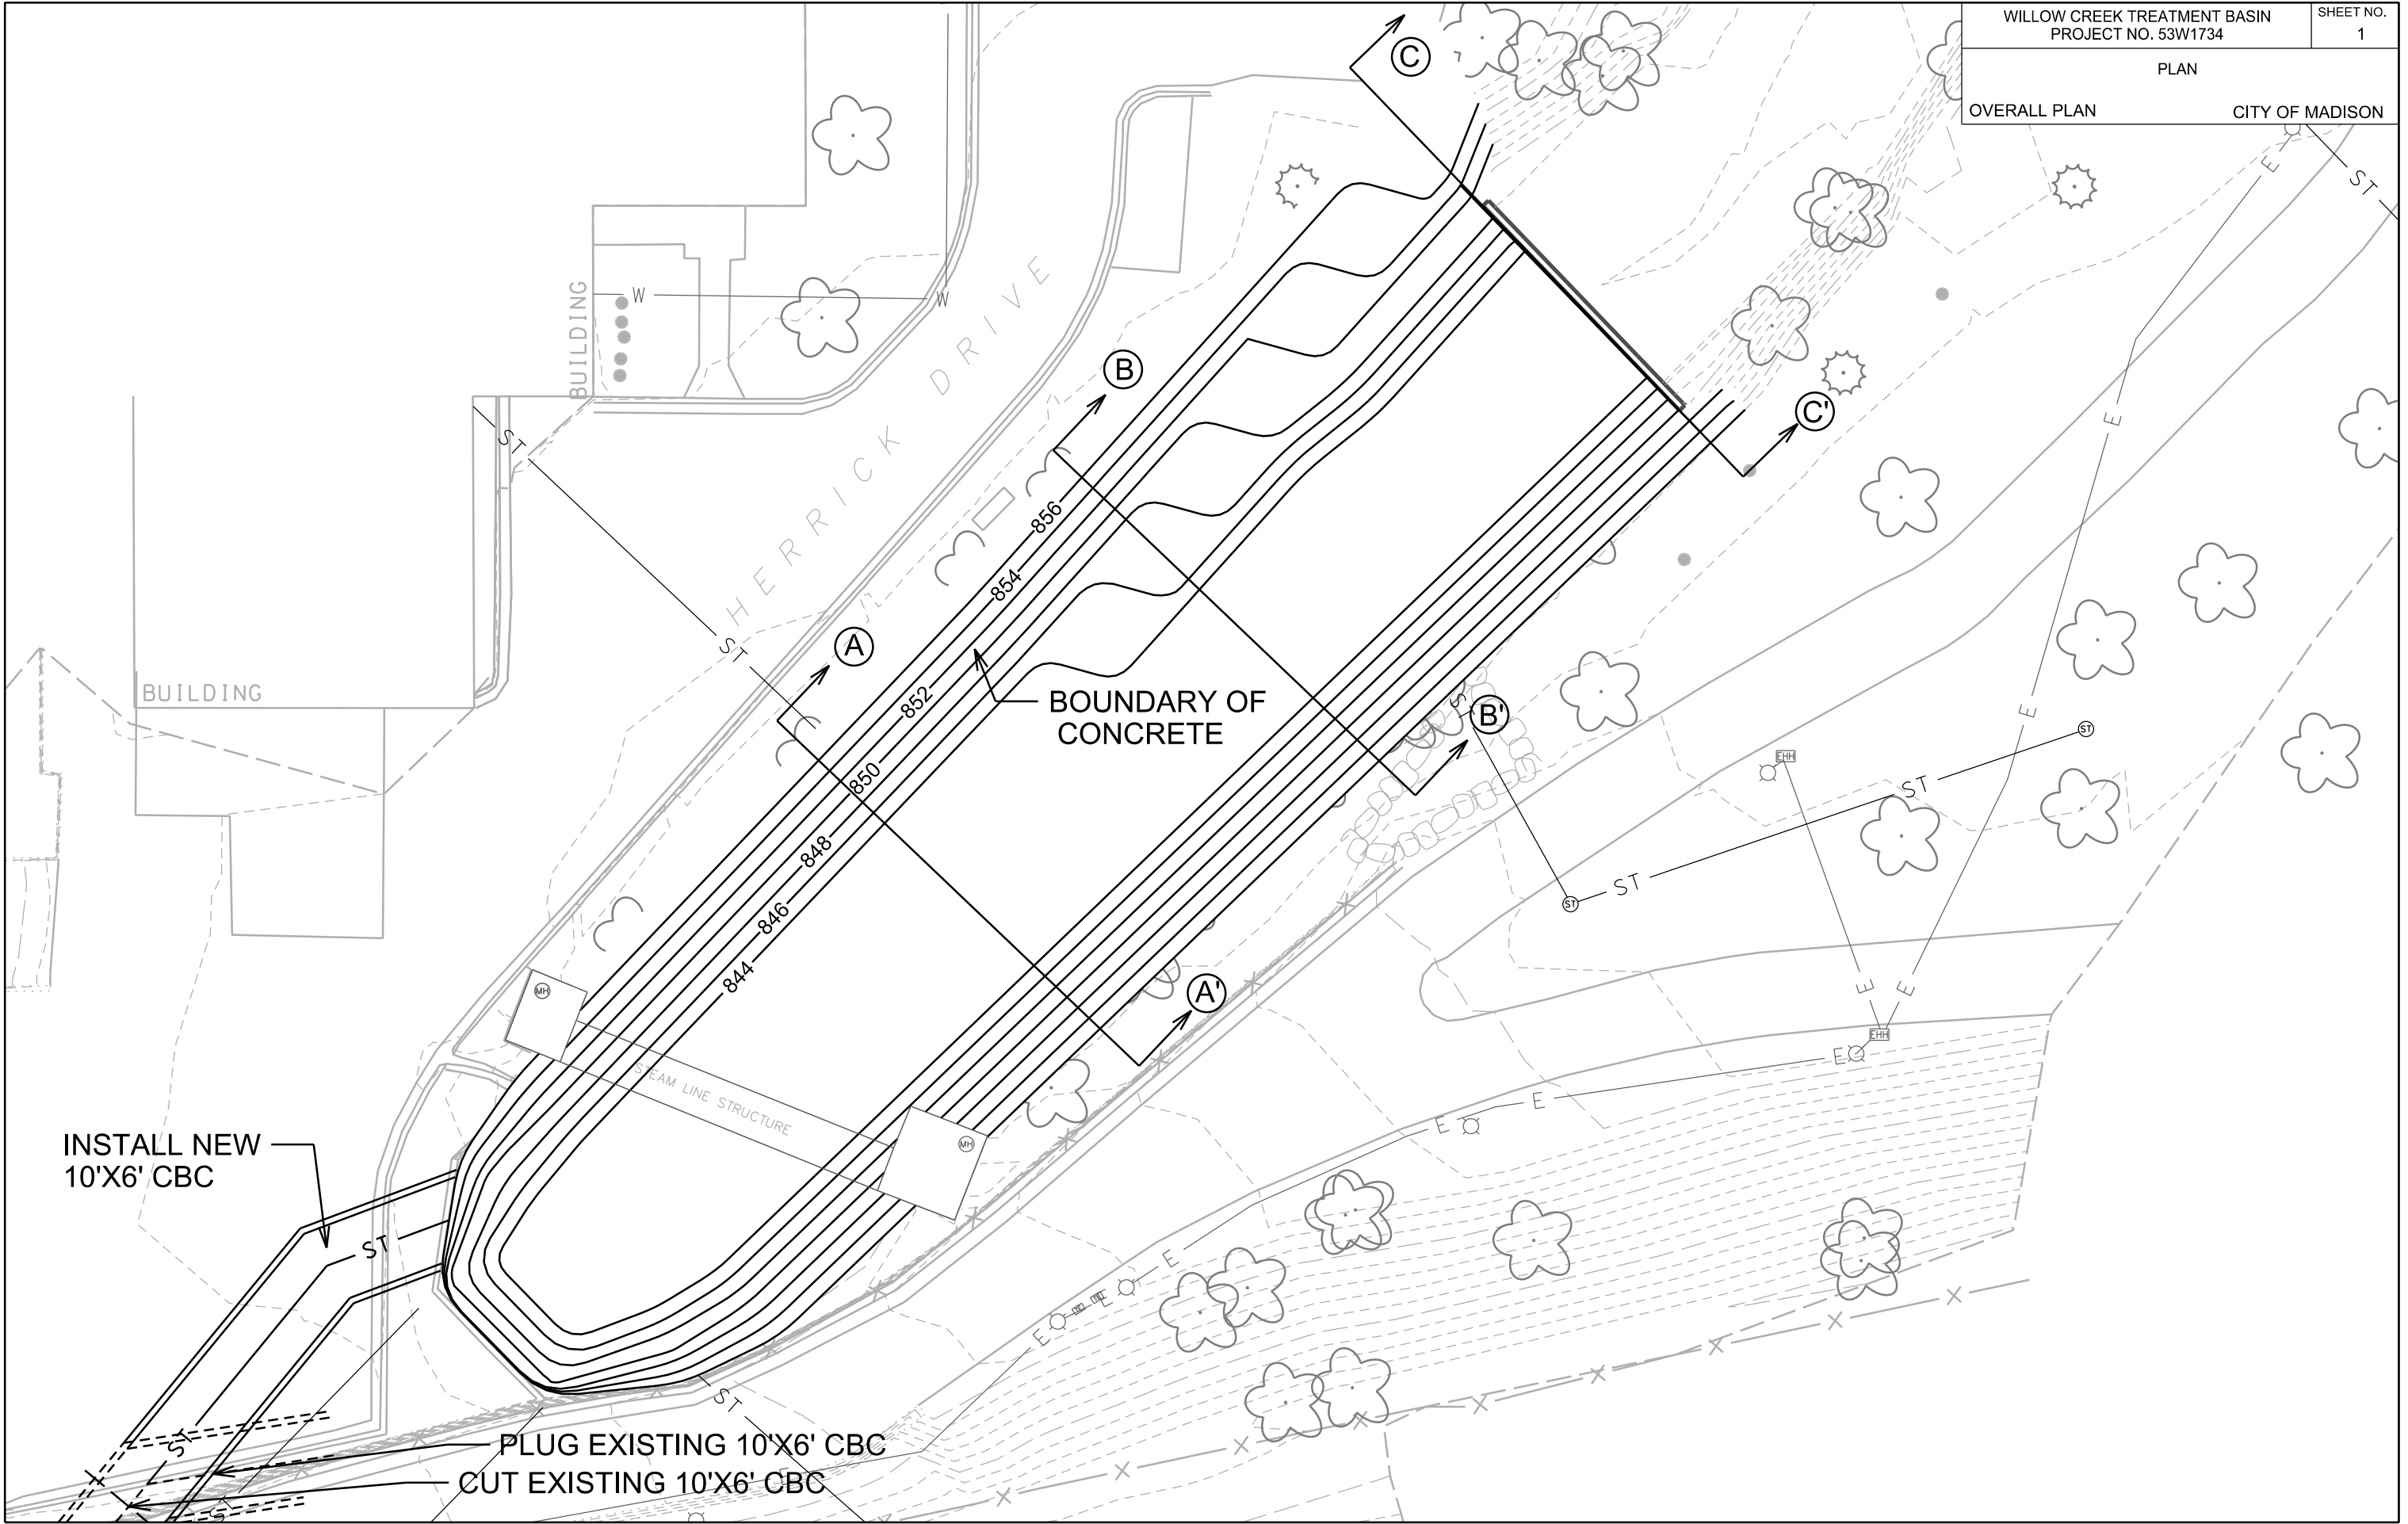 WILLOW CREEK TREATMENT BASIN
PROJECT NO. 53W1734
SHEET NO.
1
PLAN
OVERALL PLAN
CITY OF MADISON
C
E
ST
BUILDING
W
W
HERRICK DRIVE
B
C'
E
ST
856
854
A
ST
BUILDING
852
BOUNDARY OF
CONCRETE
B'
E
ST
EHH
850
ST
848
ST
ST
846
844
MH
A'
E
E
EHH
E
STEAM LINE STRUCTURE
E
E
MH
INSTALL NEW
10'X6' CBC
ST
E
E
E
ST
ST
PLUG EXISTING 10'X6' CBC
CUT EXISTING 10'X6' CBC